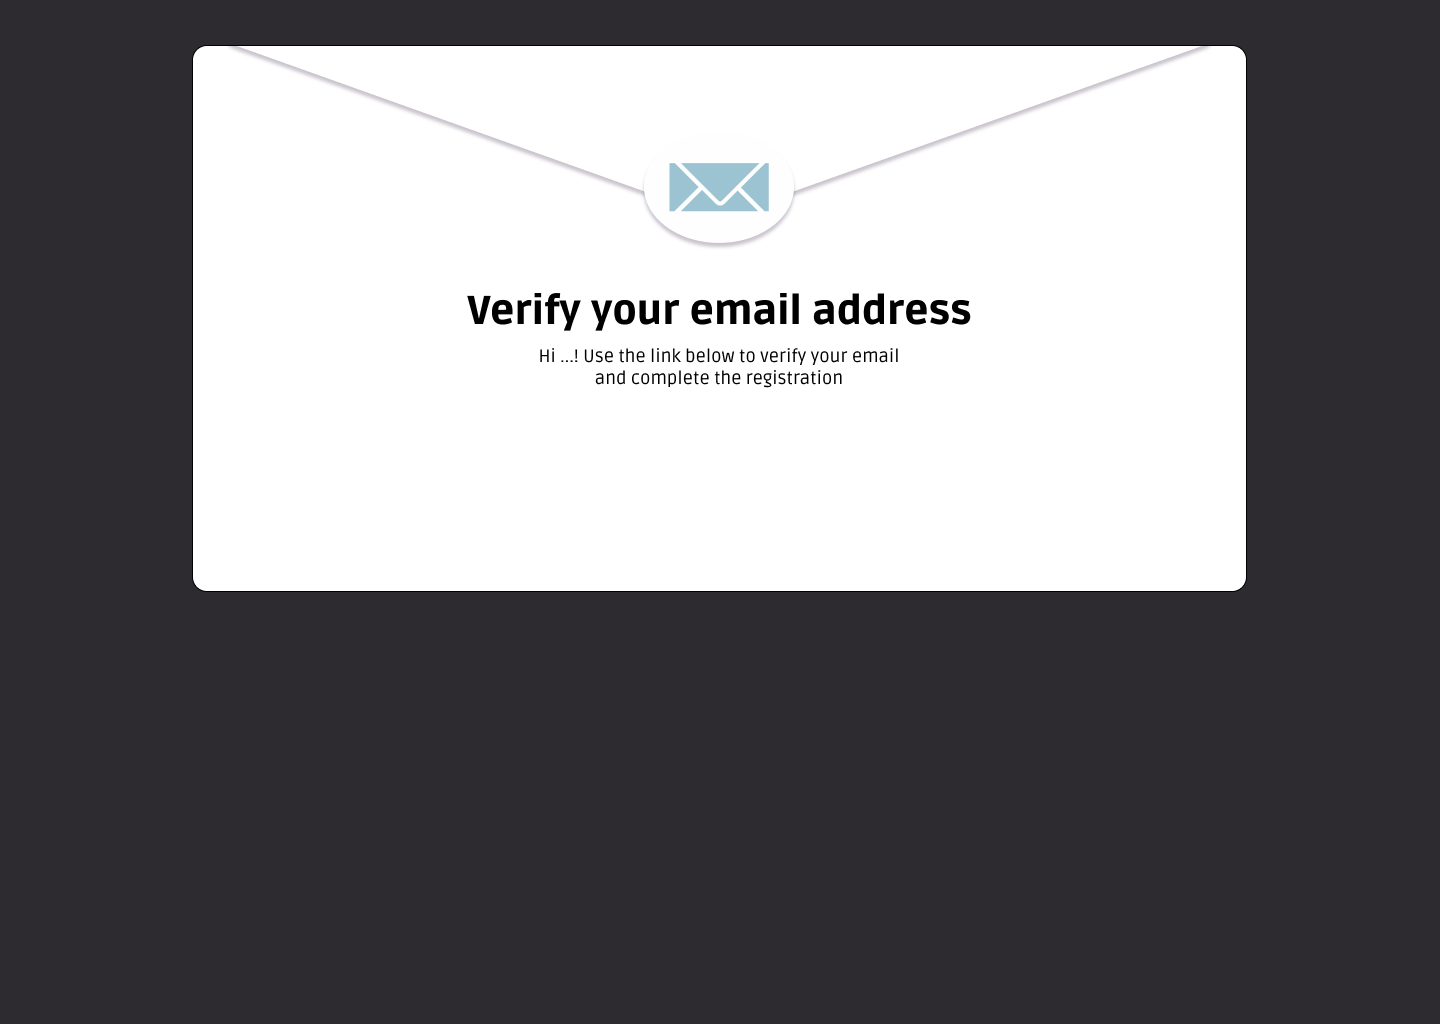 Verify your email address
Hi ...! Use the link below to verify your email
and complete the registration